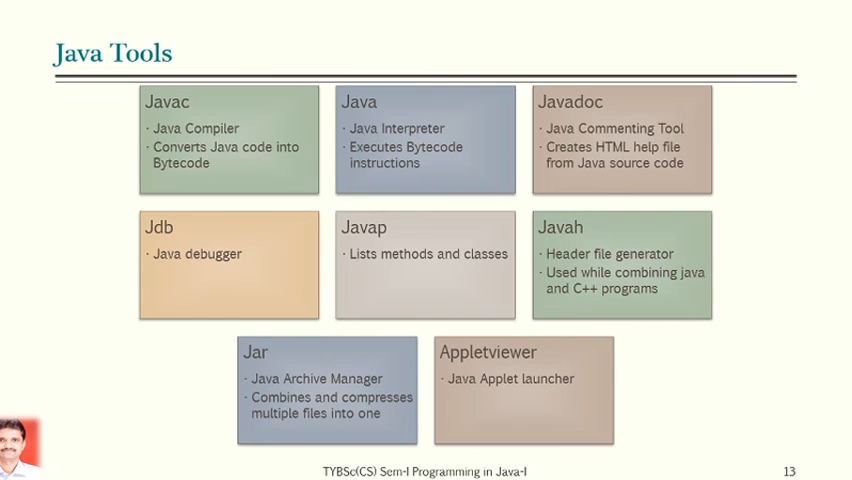 Java Tools
Javac
· Java Compiler
· Converts Java code into
Bytecode
Java
· Java Interpreter
· Executes Bytecode
instructions
Javadoc
· Java Commenting Tool
· Creates HTML help file
from Java source code
Jdb
· Java debugger
Javap
· Lists methods and classes
Javah
· Header file generator
· Used while combining java
and C++ programs
Jar
· Java Archive Manager
· Combines and compresses
multiple files into one
Appletviewer
· Java Applet launcher
TYBSc(CS) Sem-I Programming in Java-I
13